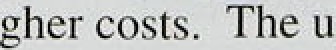 gher costs. The u